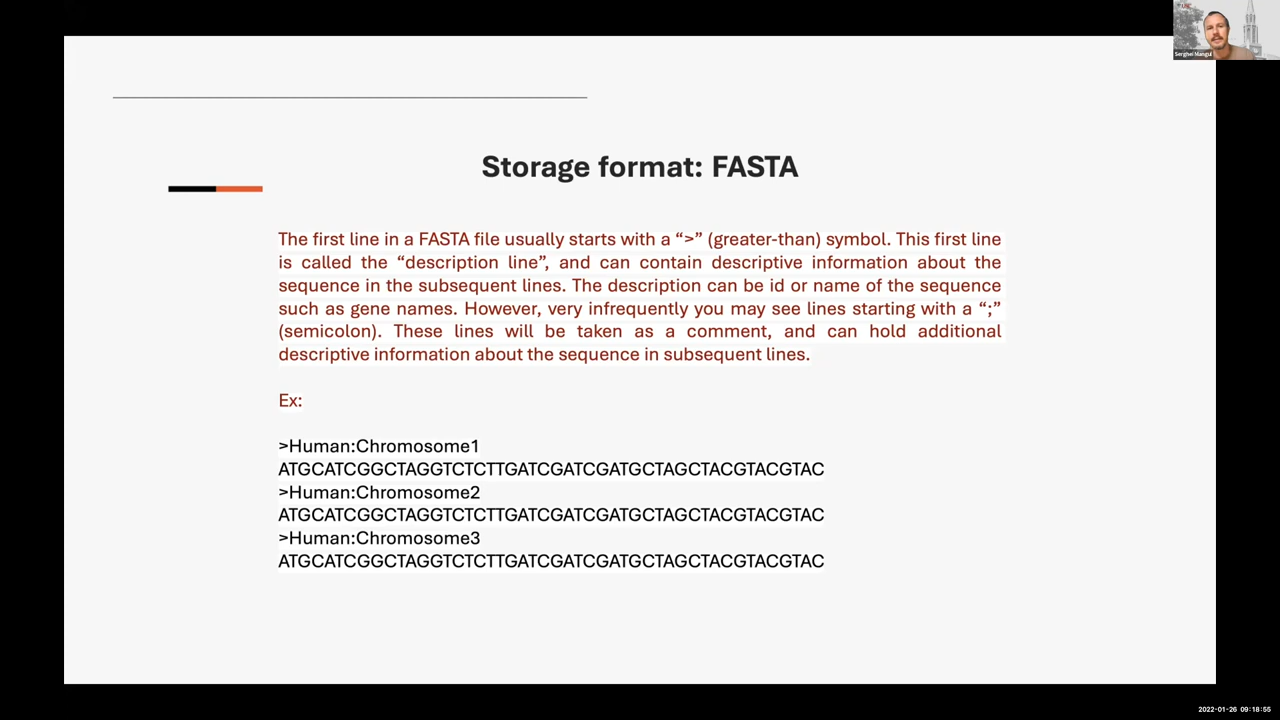 Serghei Mangul
Storage format: FASTA
The first line in a FASTA file usually starts with a “>” (greater-than) symbol. This first line
is called the “description line”, and can contain descriptive information about the
sequence in the subsequent lines. The description can be id or name of the sequence
such as gene names. However, very infrequently you may see lines starting with a “;”
(semicolon). These lines will be taken as a comment, and can hold additional
descriptive information about the sequence in subsequent lines.
Ex:
>Human:Chromosome1
ATGCATCGGCTAGGTCTCTTGATCGATCGATGCTAGCTACGTACGTAC
>Human:Chromosome2
ATGCATCGGCTAGGTCTCTTGATCGATCGATGCTAGCTACGTACGTAC
>Human:Chromosome3
ATGCATCGGCTAGGTCTCTTGATCGATCGATGCTAGCTACGTACGTAC
2022-01-26 09:18:55